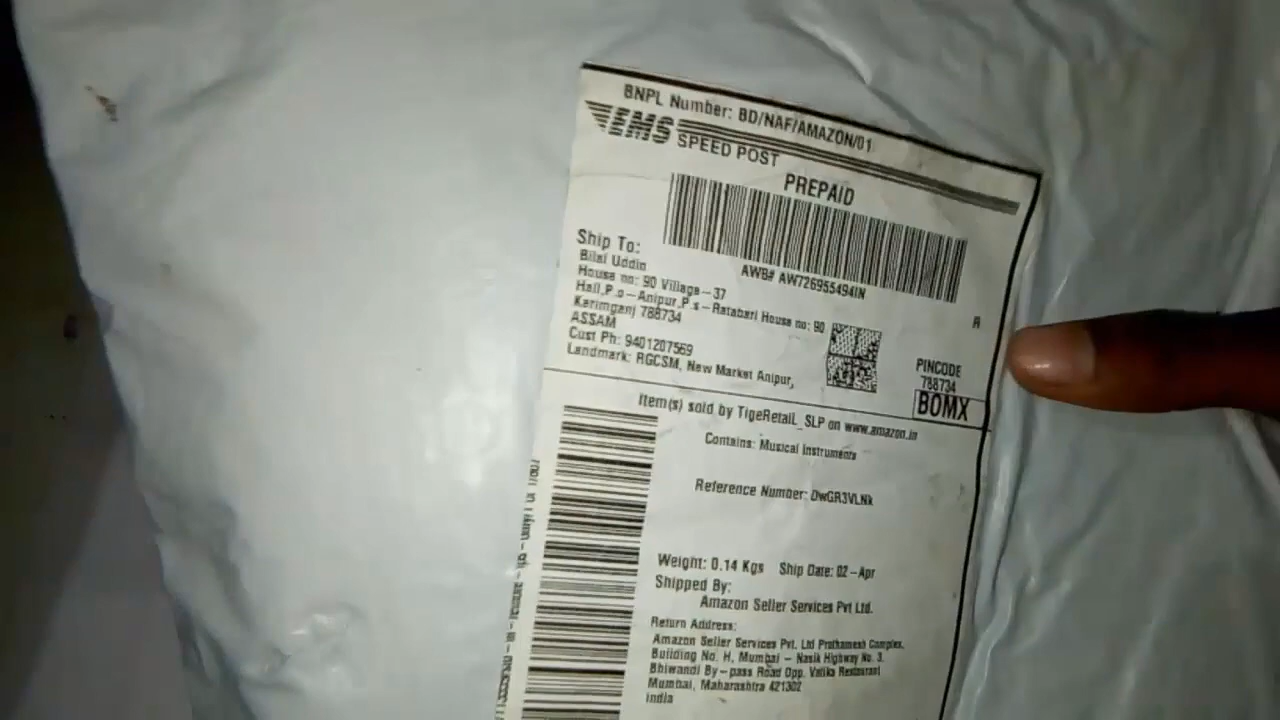 BNPL Number: BD/NAF/AMAZON/01
EMS SPEED POST
PREPAID
AWB# AW726955494IN
Ship To:
Bilal Uddin
House no: 90 Village-37
Hall,P.o-Anipur,P.s-Ratabari House no: 90
Karimganj 788734
ASSAM
Cust Ph: 9401207569
Landmark: RGCSM, New Market Anipur,
R
PINCODE
788734
BOMX
Item(s) sold by TigeRetaiL_SLP on www.amazon.in
Contains: Musical Instruments
Reference Number: DwGR3VLNk
Weight: 0.14 Kgs Ship Date: 02-Apr
Shipped By:
Amazon Seller Services Pvt Ltd.
Return Address:
Amazon Seller Services Pvt. Ltd Prathamesh Complex,
Building No. H, Mumbai - Nasik Highway No. 3,
Bhiwandi By-pass Road Opp. Vatika Restaurant
Mumbai, Maharashtra 421302
India